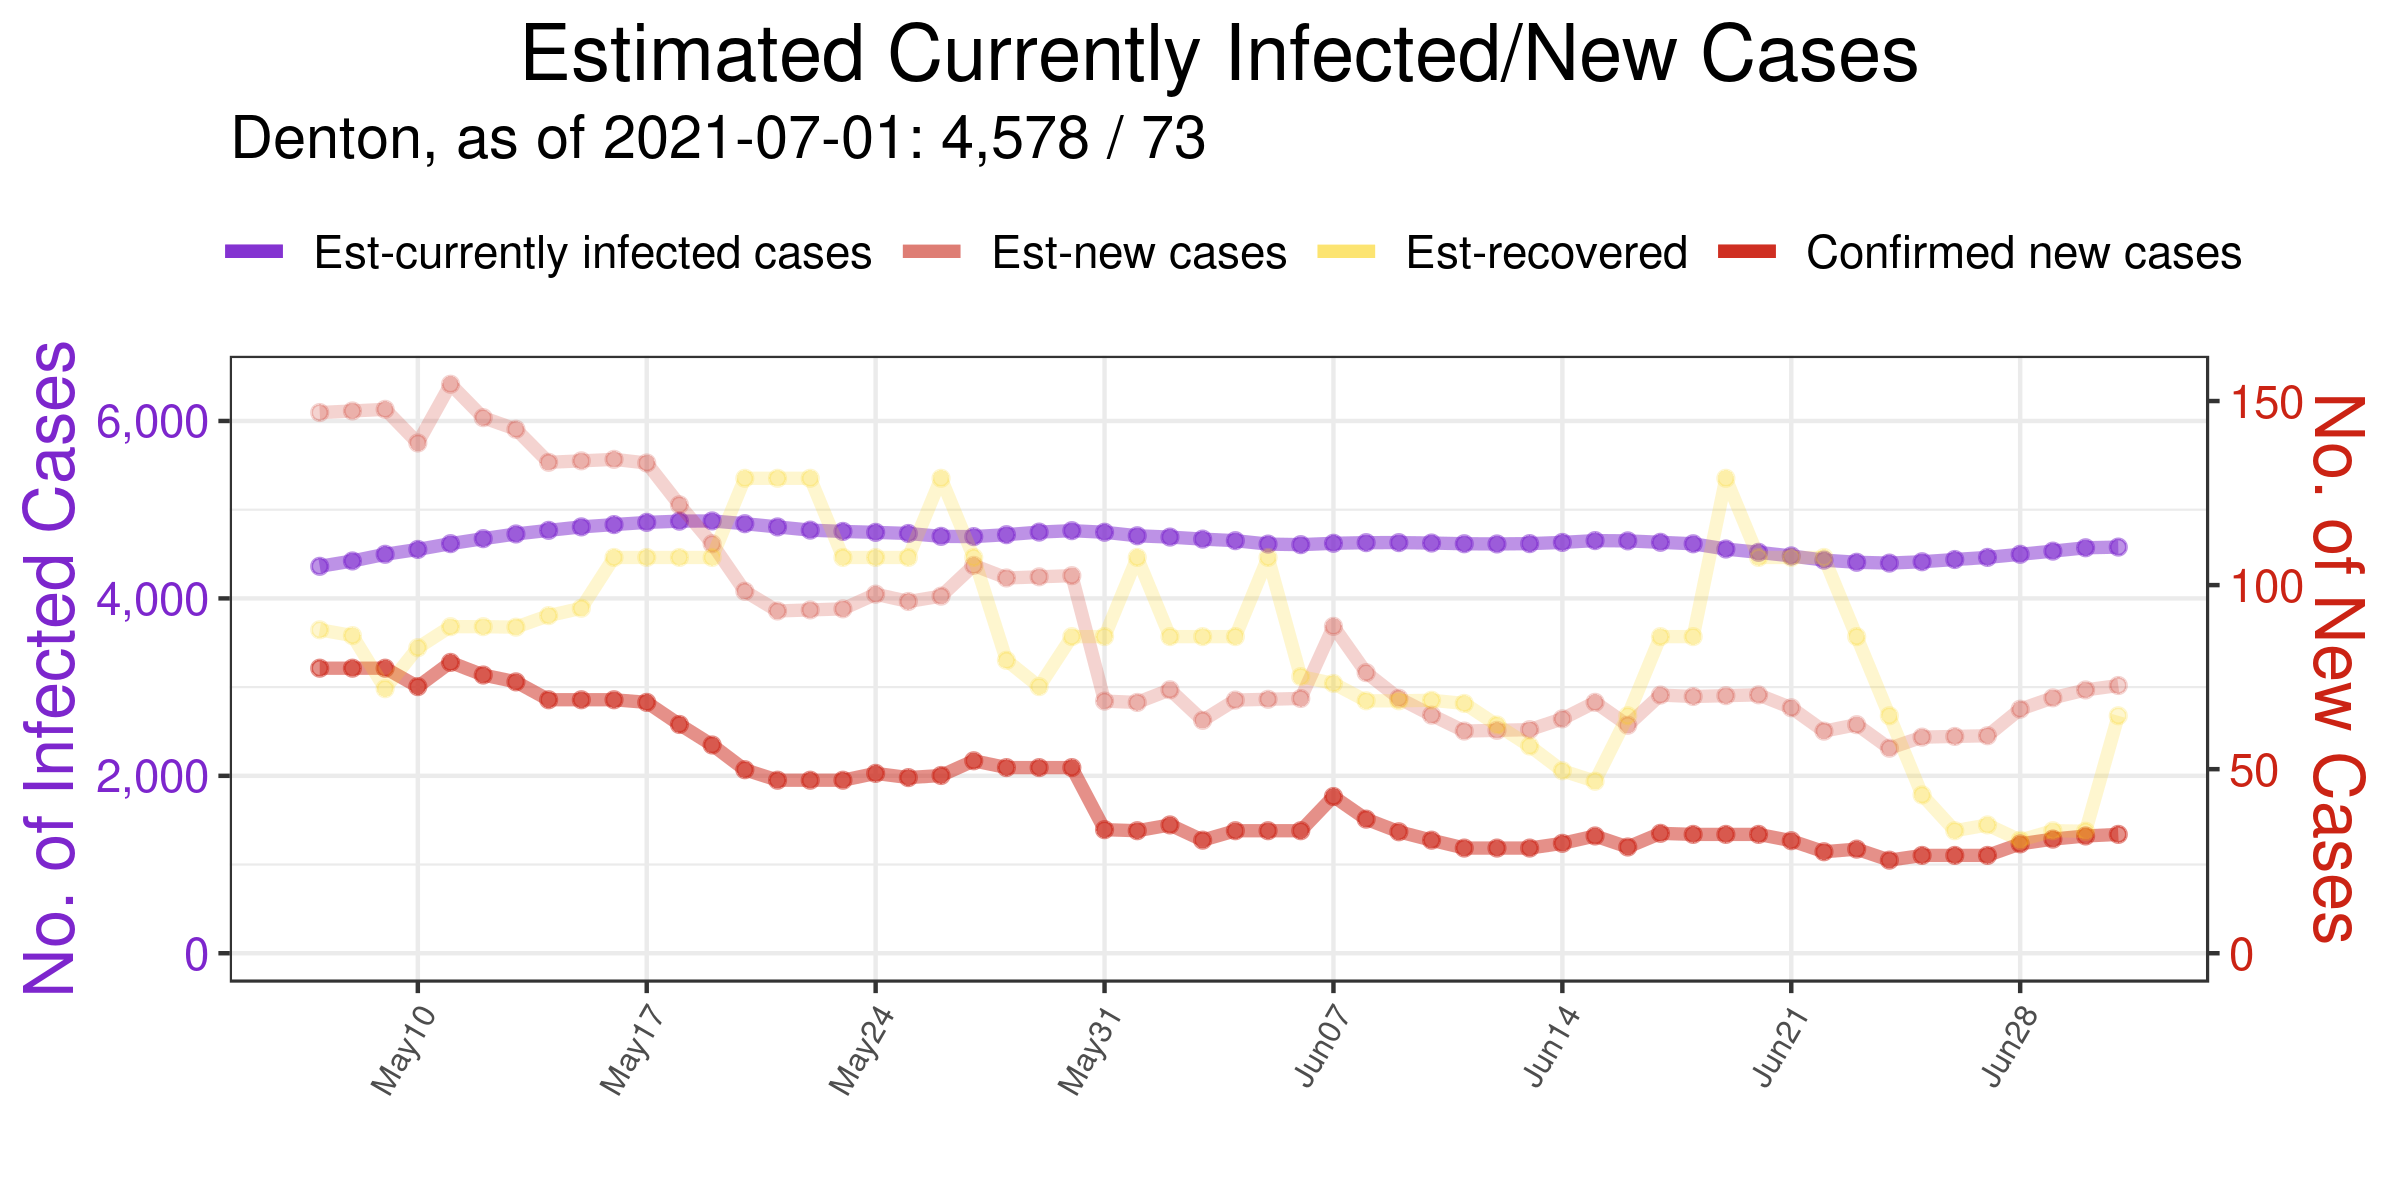 Estimated Currently Infected/New Cases
Denton, as of 2021-07-01: 4,578 / 73
Est-currently infected cases Est-new cases Est-recovered Confirmed new cases
No. of Infected Cases
6,000
4,000
2,000
0
150
100
50
0
No. of New Cases
May10 May17 May24 May31 Jun07 Jun14 Jun21 Jun28